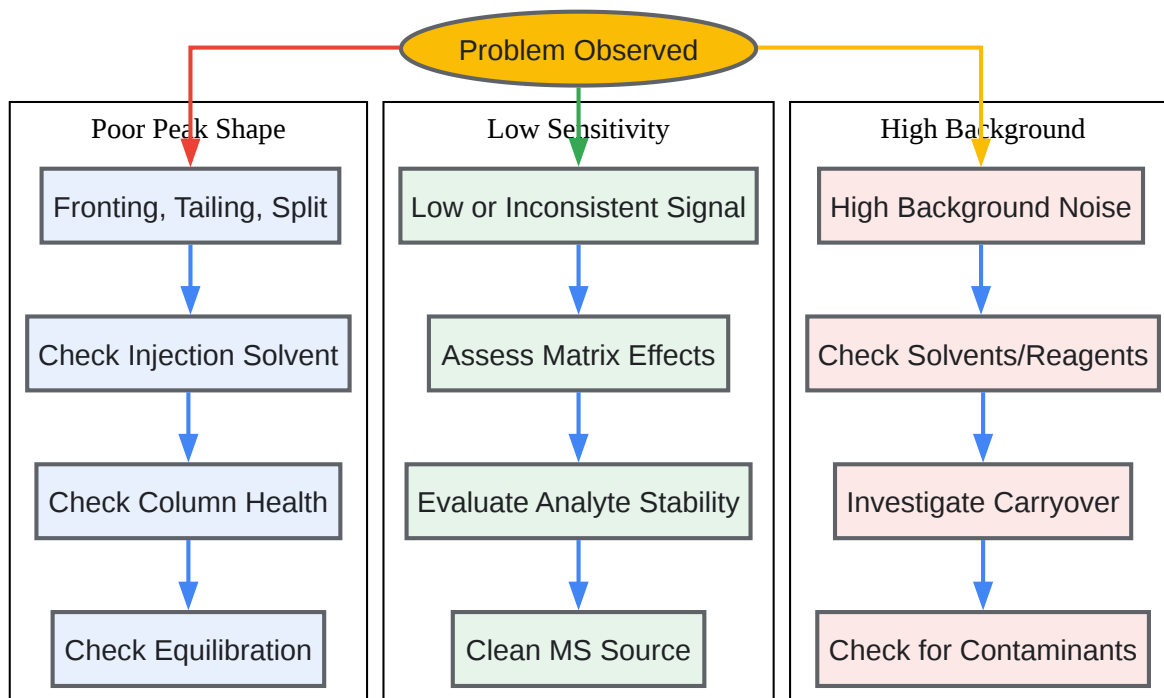 Problem Observed
Poor Peak Shape
Fronting, Tailing, Split
Check Injection Solvent
Check Column Health
Check Equilibration
Low Sensitivity
Low or Inconsistent Signal
Assess Matrix Effects
Evaluate Analyte Stability
Clean MS Source
High Background
High Background Noise
Check Solvents/Reagents
Investigate Carryover
Check for Contaminants